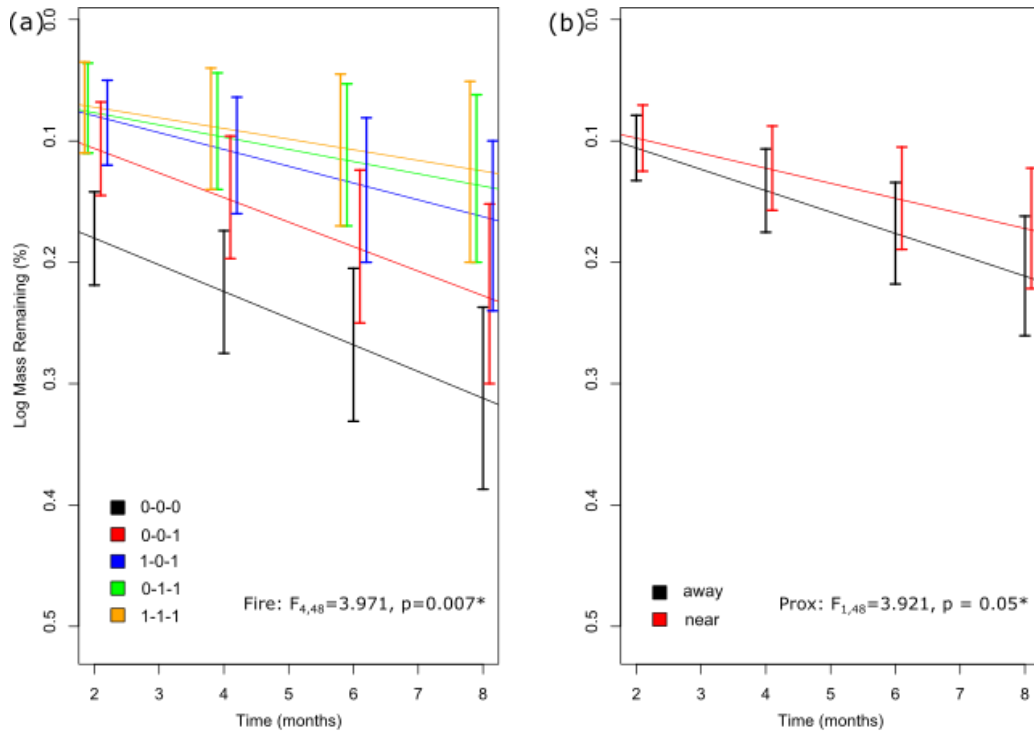 (a)
Log Mass Remaining (%)
0.0
0.1
0.2
0.3
0.4
0.5
0-0-0
0-0-1
1-0-1
0-1-1
1-1-1
Fire: F4,48=3.971, p=0.007*
2 3 4 5 6 7 8
Time (months)
(b)
0.0
0.1
0.2
0.3
0.4
0.5
away
near
Prox: F1,48=3.921, p = 0.05*
2 3 4 5 6 7 8
Time (months)